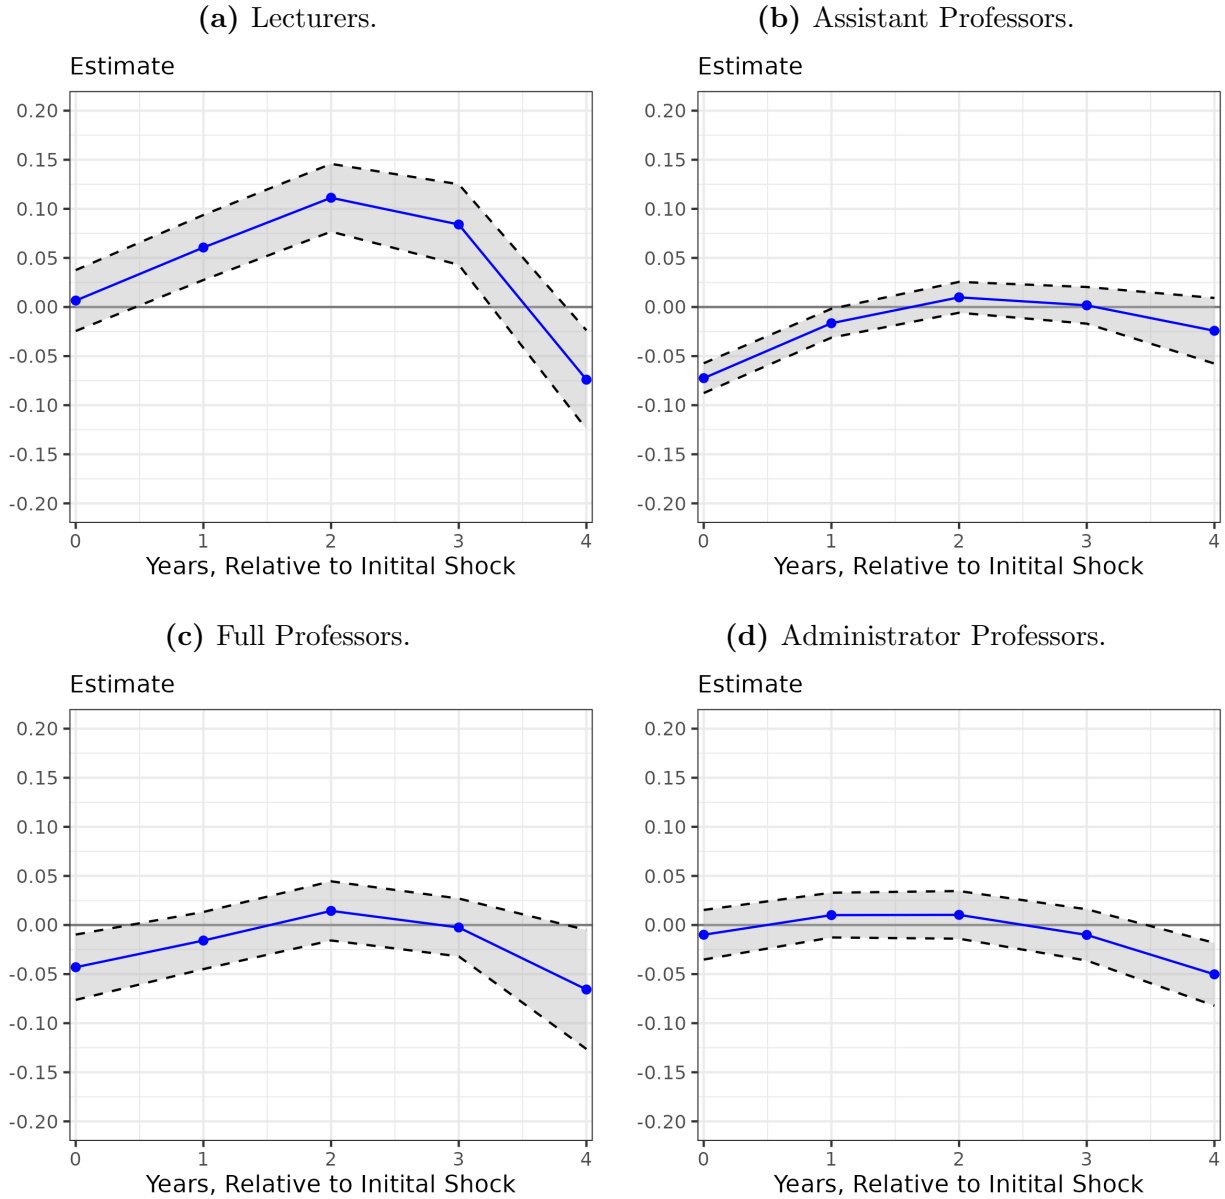 (a) Lecturers.
Estimate
0.20
0.15
0.10
0.05
0.00
-0.05
-0.10
-0.15
-0.20
0 1 2 3 4
Years, Relative to Initital Shock
(b) Assistant Professors.
Estimate
0.20
0.15
0.10
0.05
0.00
-0.05
-0.10
-0.15
-0.20
0 1 2 3 4
Years, Relative to Initital Shock
(c) Full Professors.
Estimate
0.20
0.15
0.10
0.05
0.00
-0.05
-0.10
-0.15
-0.20
0 1 2 3 4
Years, Relative to Initital Shock
(d) Administrator Professors.
Estimate
0.20
0.15
0.10
0.05
0.00
-0.05
-0.10
-0.15
-0.20
0 1 2 3 4
Years, Relative to Initital Shock